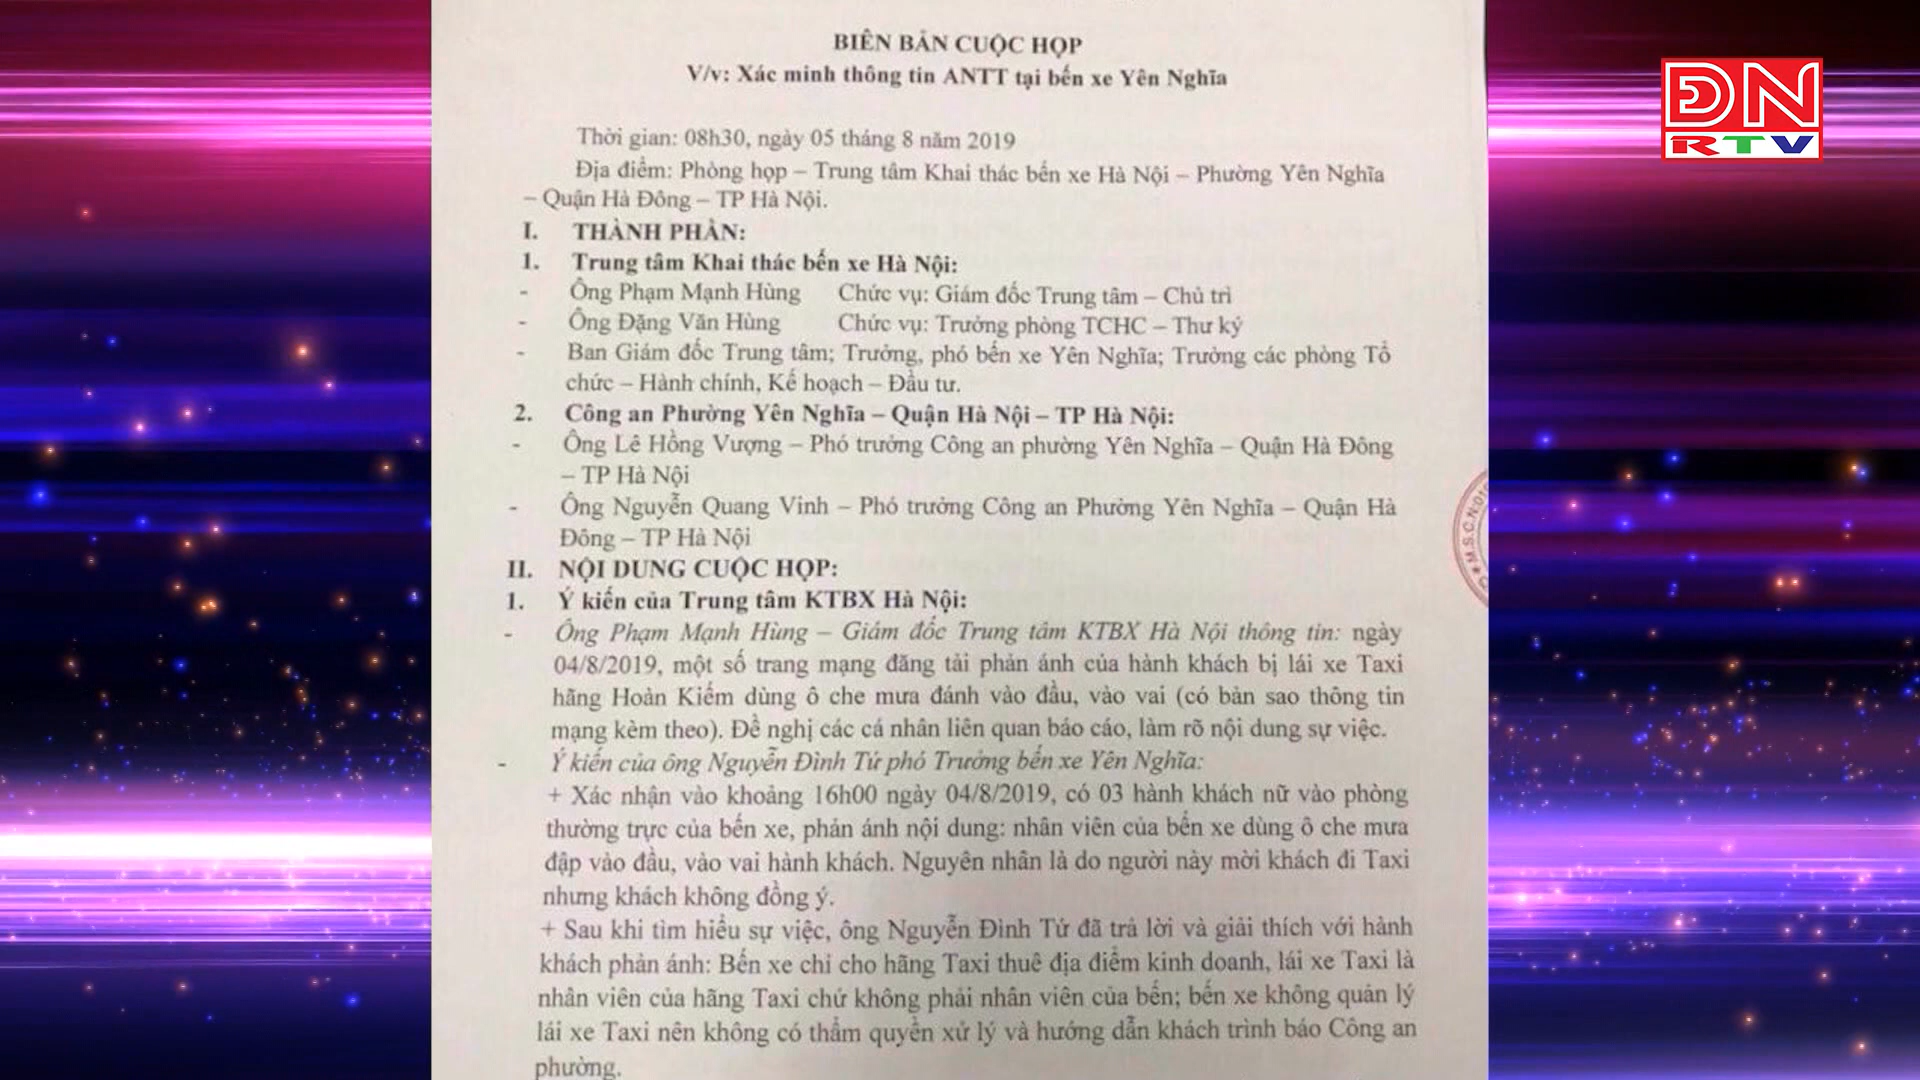 BIÊN BẢN CUỘC HỌP
V/v: Xác minh thông tin ANTT tại bến xe Yên Nghĩa
ĐN
RTV
Thời gian: 08h30, ngày 05 tháng 8 năm 2019
Địa điểm: Phòng họp – Trung tâm Khai thác bến xe Hà Nội – Phường Yên Nghĩa
– Quận Hà Đông – TP Hà Nội.
I. THÀNH PHẦN:
1. Trung tâm Khai thác bến xe Hà Nội:
- Ông Phạm Mạnh Hùng Chức vụ: Giám đốc Trung tâm – Chủ trì
- Ông Đặng Văn Hùng Chức vụ: Trưởng phòng TCHC – Thư ký
- Ban Giám đốc Trung tâm; Trưởng, phó bến xe Yên Nghĩa; Trưởng các phòng Tổ
chức – Hành chính, Kế hoạch – Đầu tư.
2. Công an Phường Yên Nghĩa – Quận Hà Nội – TP Hà Nội:
- Ông Lê Hồng Vượng – Phó trưởng Công an phường Yên Nghĩa – Quận Hà Đông
– TP Hà Nội
- Ông Nguyễn Quang Vinh – Phó trưởng Công an Phường Yên Nghĩa – Quận Hà
Đông – TP Hà Nội
II. NỘI DUNG CUỘC HỌP:
1. Ý kiến của Trung tâm KTBX Hà Nội:
- Ông Phạm Mạnh Hùng – Giám đốc Trung tâm KTBX Hà Nội thông tin: ngày
04/8/2019, một số trang mạng đăng tải phản ánh của hành khách bị lái xe Taxi
hãng Hoàn Kiếm dùng ô che mưa đánh vào đầu, vào vai (có bản sao thông tin
mạng kèm theo). Đề nghị các cá nhân liên quan báo cáo, làm rõ nội dung sự việc.
- Ý kiến của ông Nguyễn Đình Tứ phó Trưởng bến xe Yên Nghĩa:
+ Xác nhận vào khoảng 16h00 ngày 04/8/2019, có 03 hành khách nữ vào phòng
thường trực của bến xe, phản ánh nội dung: nhân viên của bến xe dùng ô che mưa
đập vào đầu, vào vai hành khách. Nguyên nhân là do người này mời khách đi Taxi
nhưng khách không đồng ý.
+ Sau khi tìm hiểu sự việc, ông Nguyễn Đình Tứ đã trả lời và giải thích với hành
khách phản ánh: Bến xe chỉ cho hãng Taxi thuê địa điểm kinh doanh, lái xe Taxi là
nhân viên của hãng Taxi chứ không phải nhân viên của bến; bến xe không quản lý
lái xe Taxi nên không có thẩm quyền xử lý và hướng dẫn khách trình báo Công an
phường.